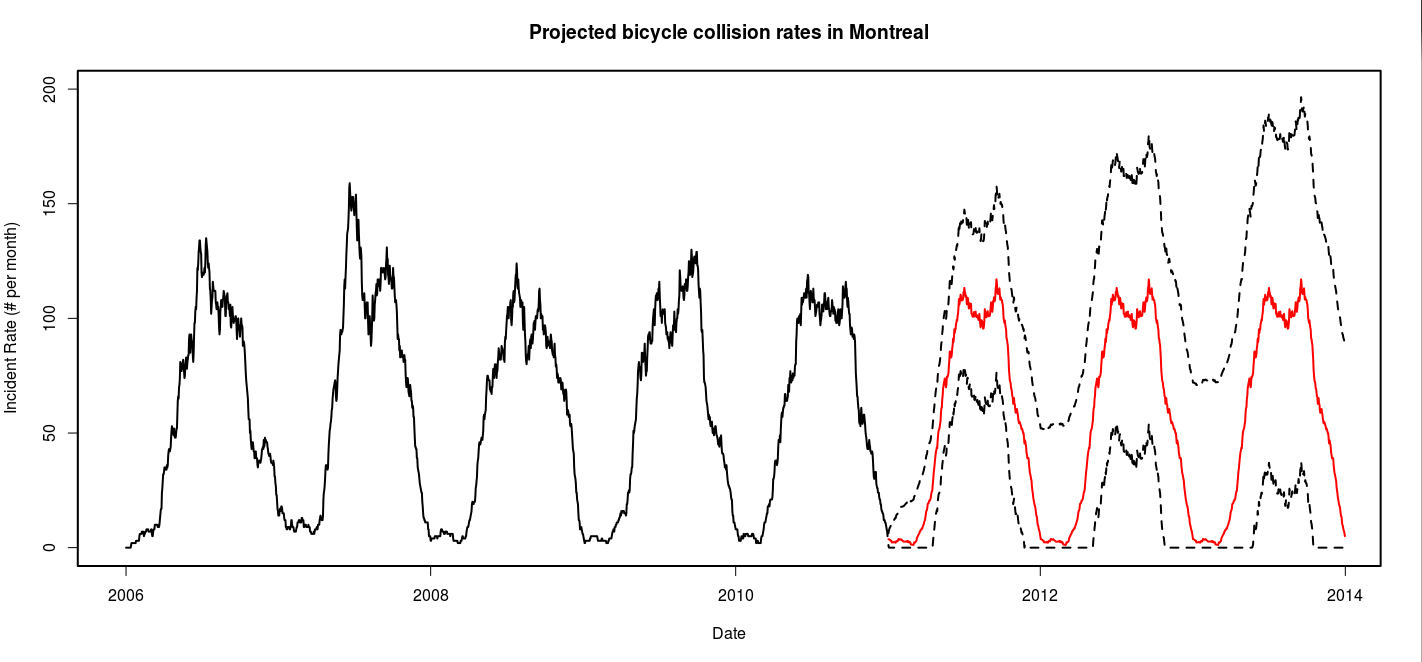 Projected bicycle collision rates in Montreal
Incident Rate (# per month)
200
150
100
50
0
2006 2008 2010 2012 2014
Date